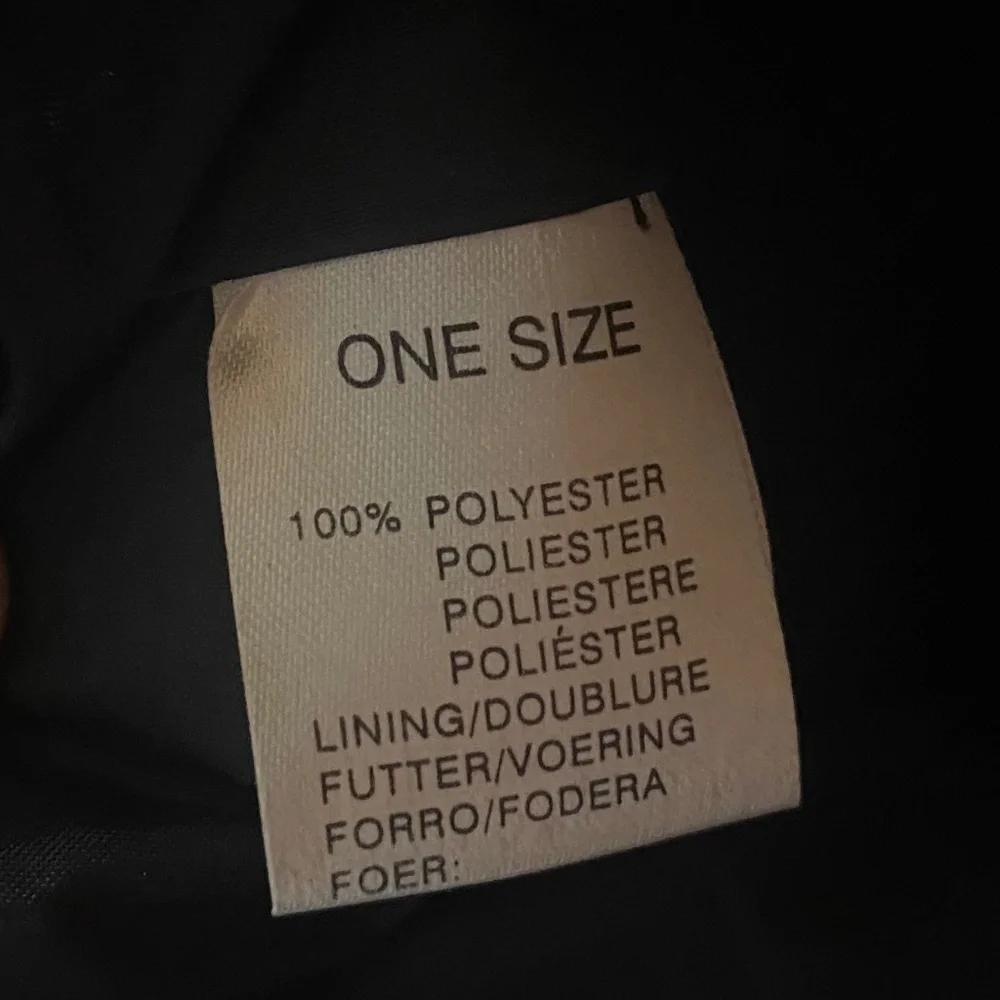 ONE SIZE
100% POLYESTER
POLIESTER
POLIESTERE
POLIÉSTER
LINING/DOUBLURE
FUTTER/VOERING
FORRO/FODERA
FOER: